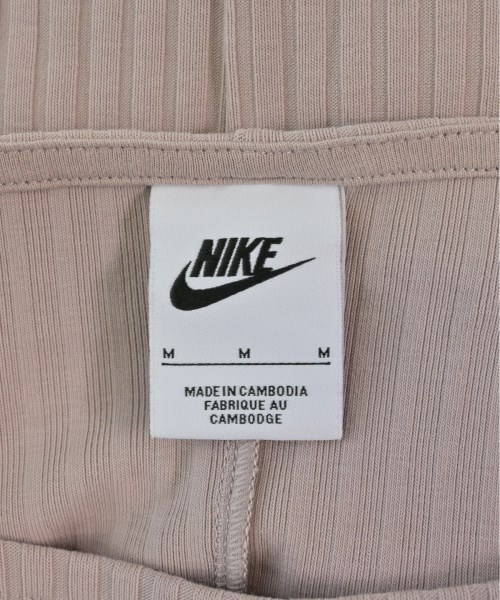 NIKE
M M M
MADE IN CAMBODIA
FABRIQUE AU
CAMBODGE